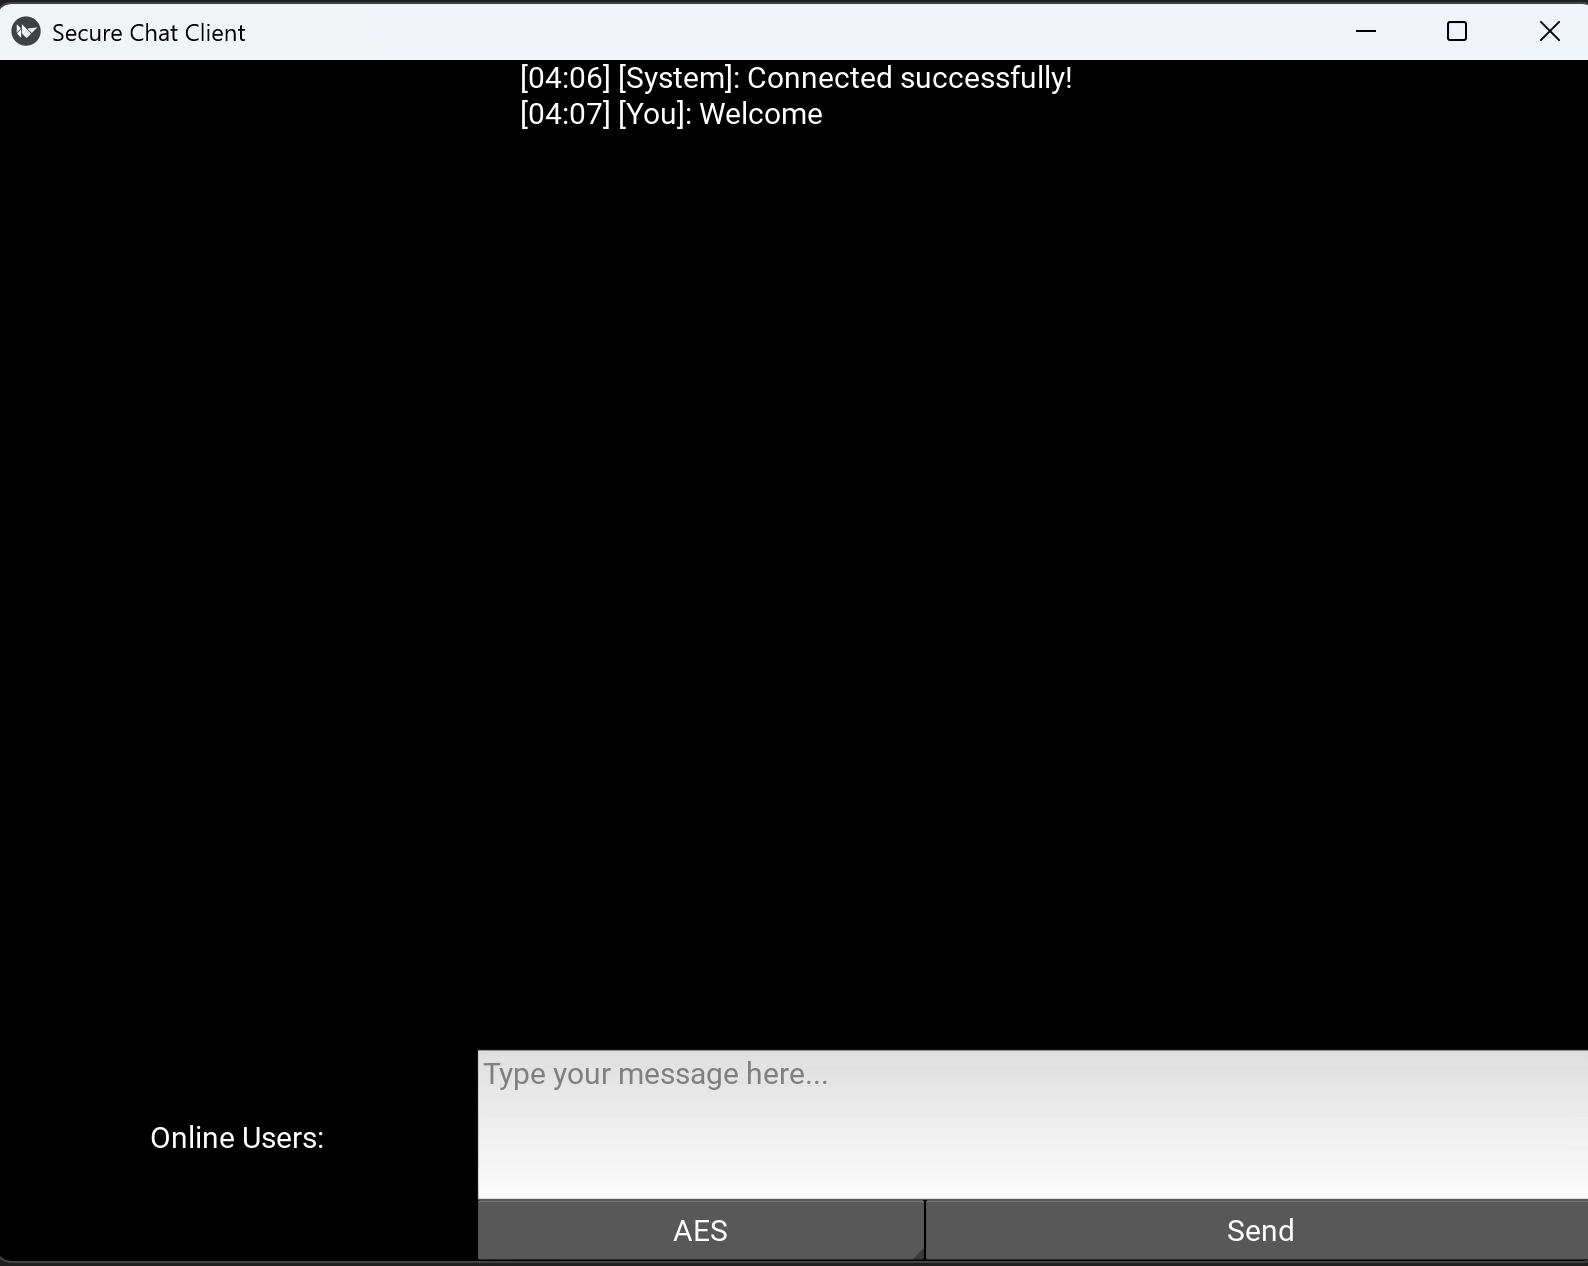 Secure Chat Client
[04:06] [System]: Connected successfully!
[04:07] [You]: Welcome
Type your message here...
Online Users:
AES
Send